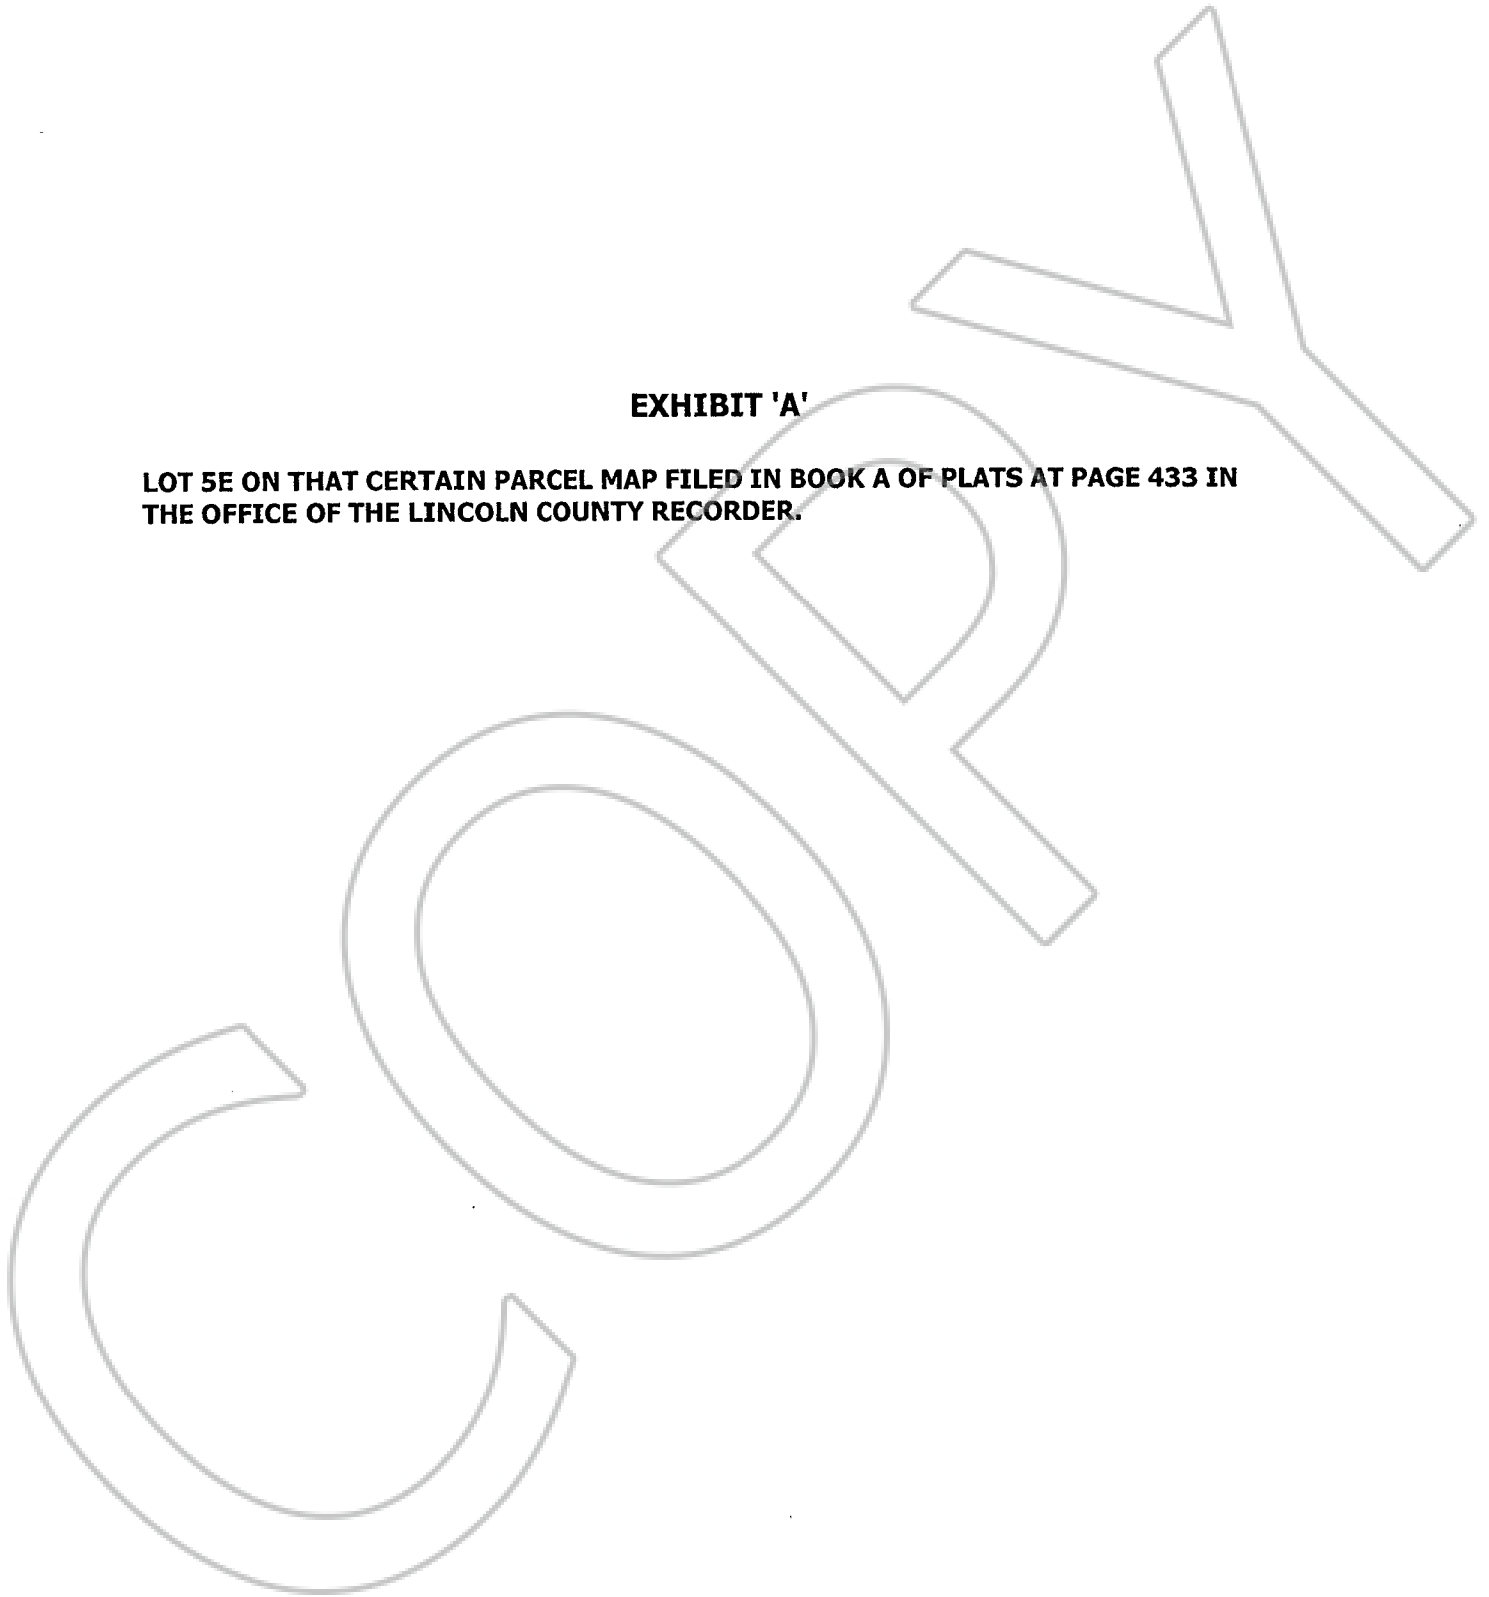 EXHIBIT 'A'
LOT 5E ON THAT CERTAIN PARCEL MAP FILED IN BOOK A OF PLATS AT PAGE 433 IN
THE OFFICE OF THE LINCOLN COUNTY RECORDER.
COPY